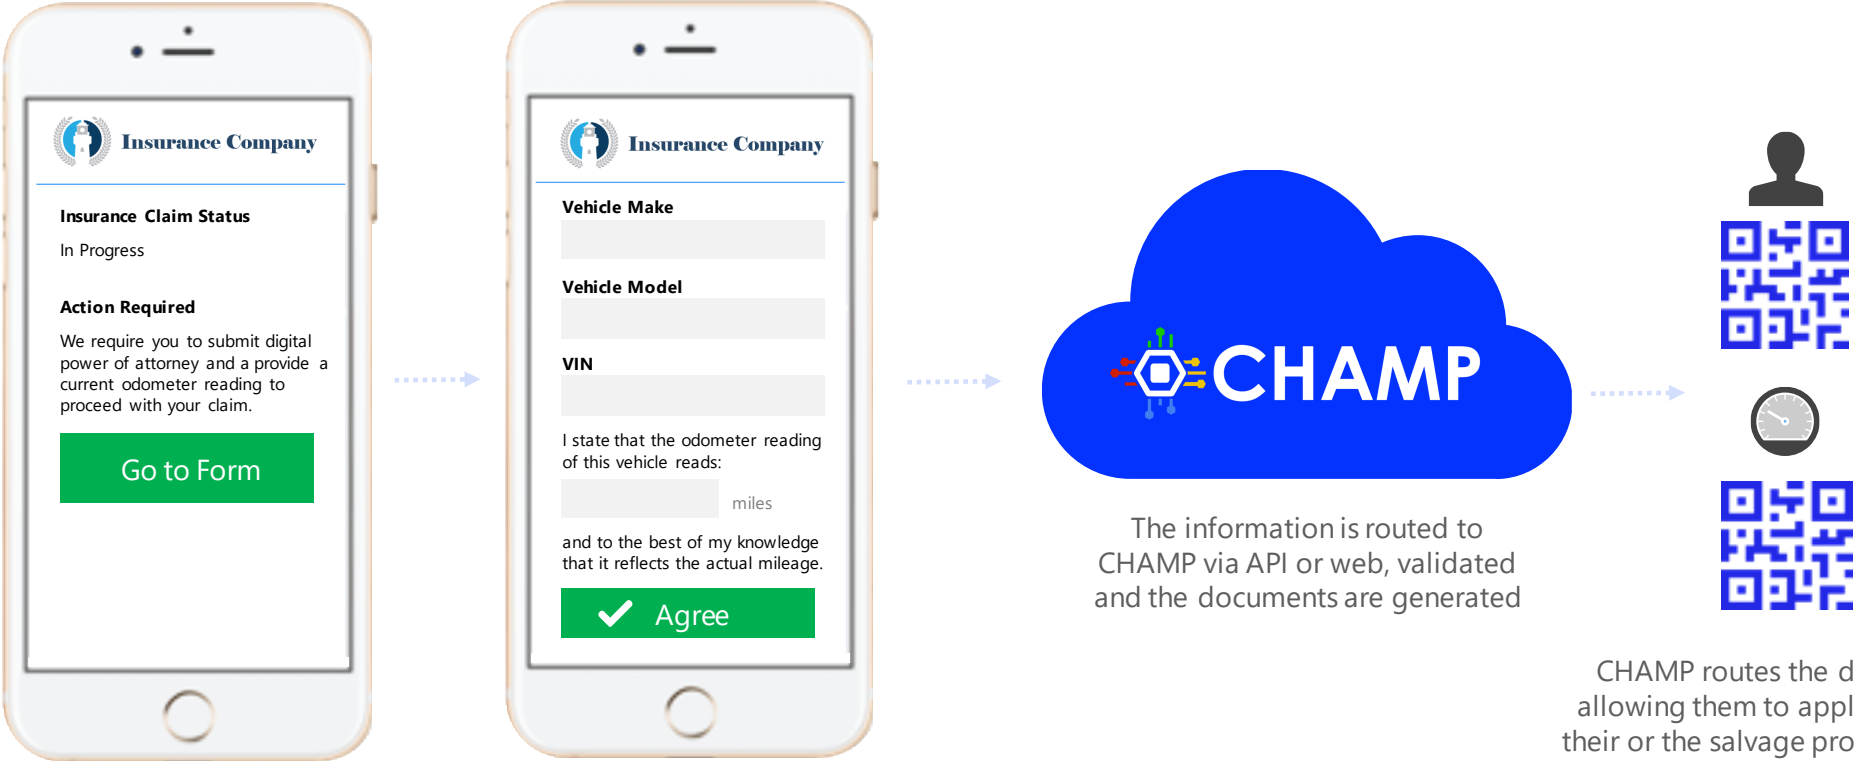 Insurance Company
Insurance Claim Status
In Progress
Action Required
We require you to submit digital
power of attorney and a provide a
current odometer reading to
proceed with your claim.
Go to Form
Insurance Company
Vehicle Make
Vehicle Model
VIN
I state that the odometer reading
of this vehicle reads:
miles
and to the best of my knowledge
that it reflects the actual mileage.
Agree
CHAMP
The information is routed to
CHAMP via API or web, validated
and the documents are generated
CHAMP routes the
allowing them to
their or the salvage